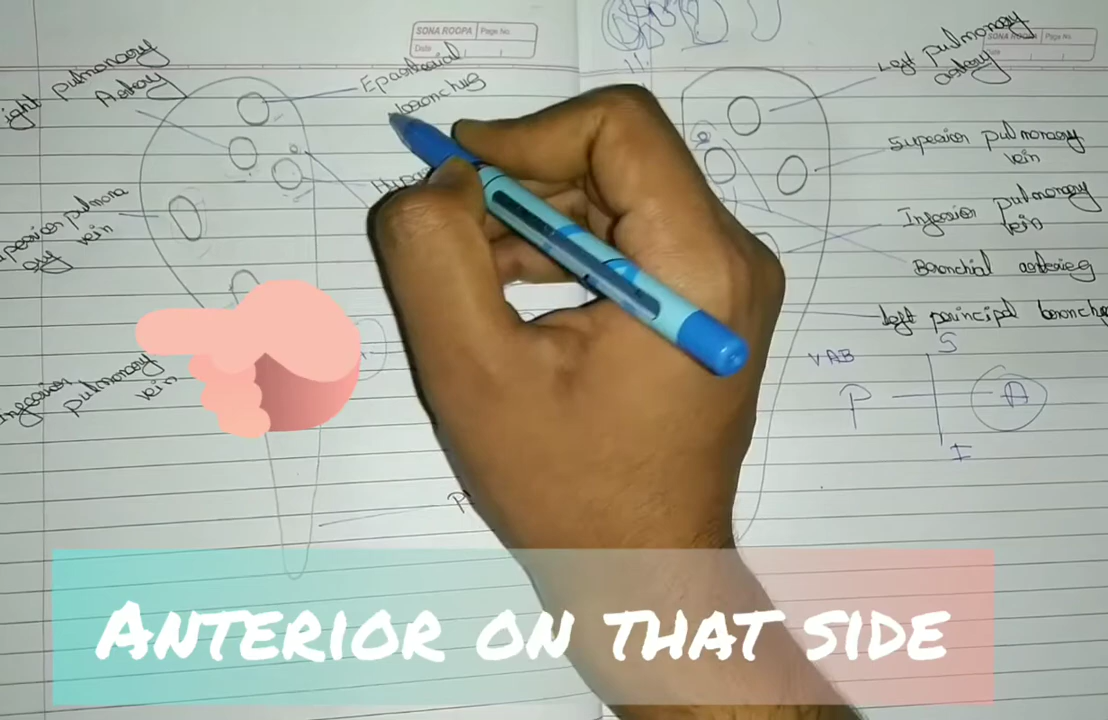 SONA ROOPA Page No.
Date
SONA ROOPA Page No.
ight pulmonary
Artery
Eparterial
bronchus
Left pulmonary
artery
Superior pulmonary
vein
Inferior pulmonary
vein
Bronchial arteries
left principal bronchus
perior pulmon
ary
vein
Inferior
pulmonary
vein
VAB
S
P
A
I
ANTERIOR ON THAT SIDE